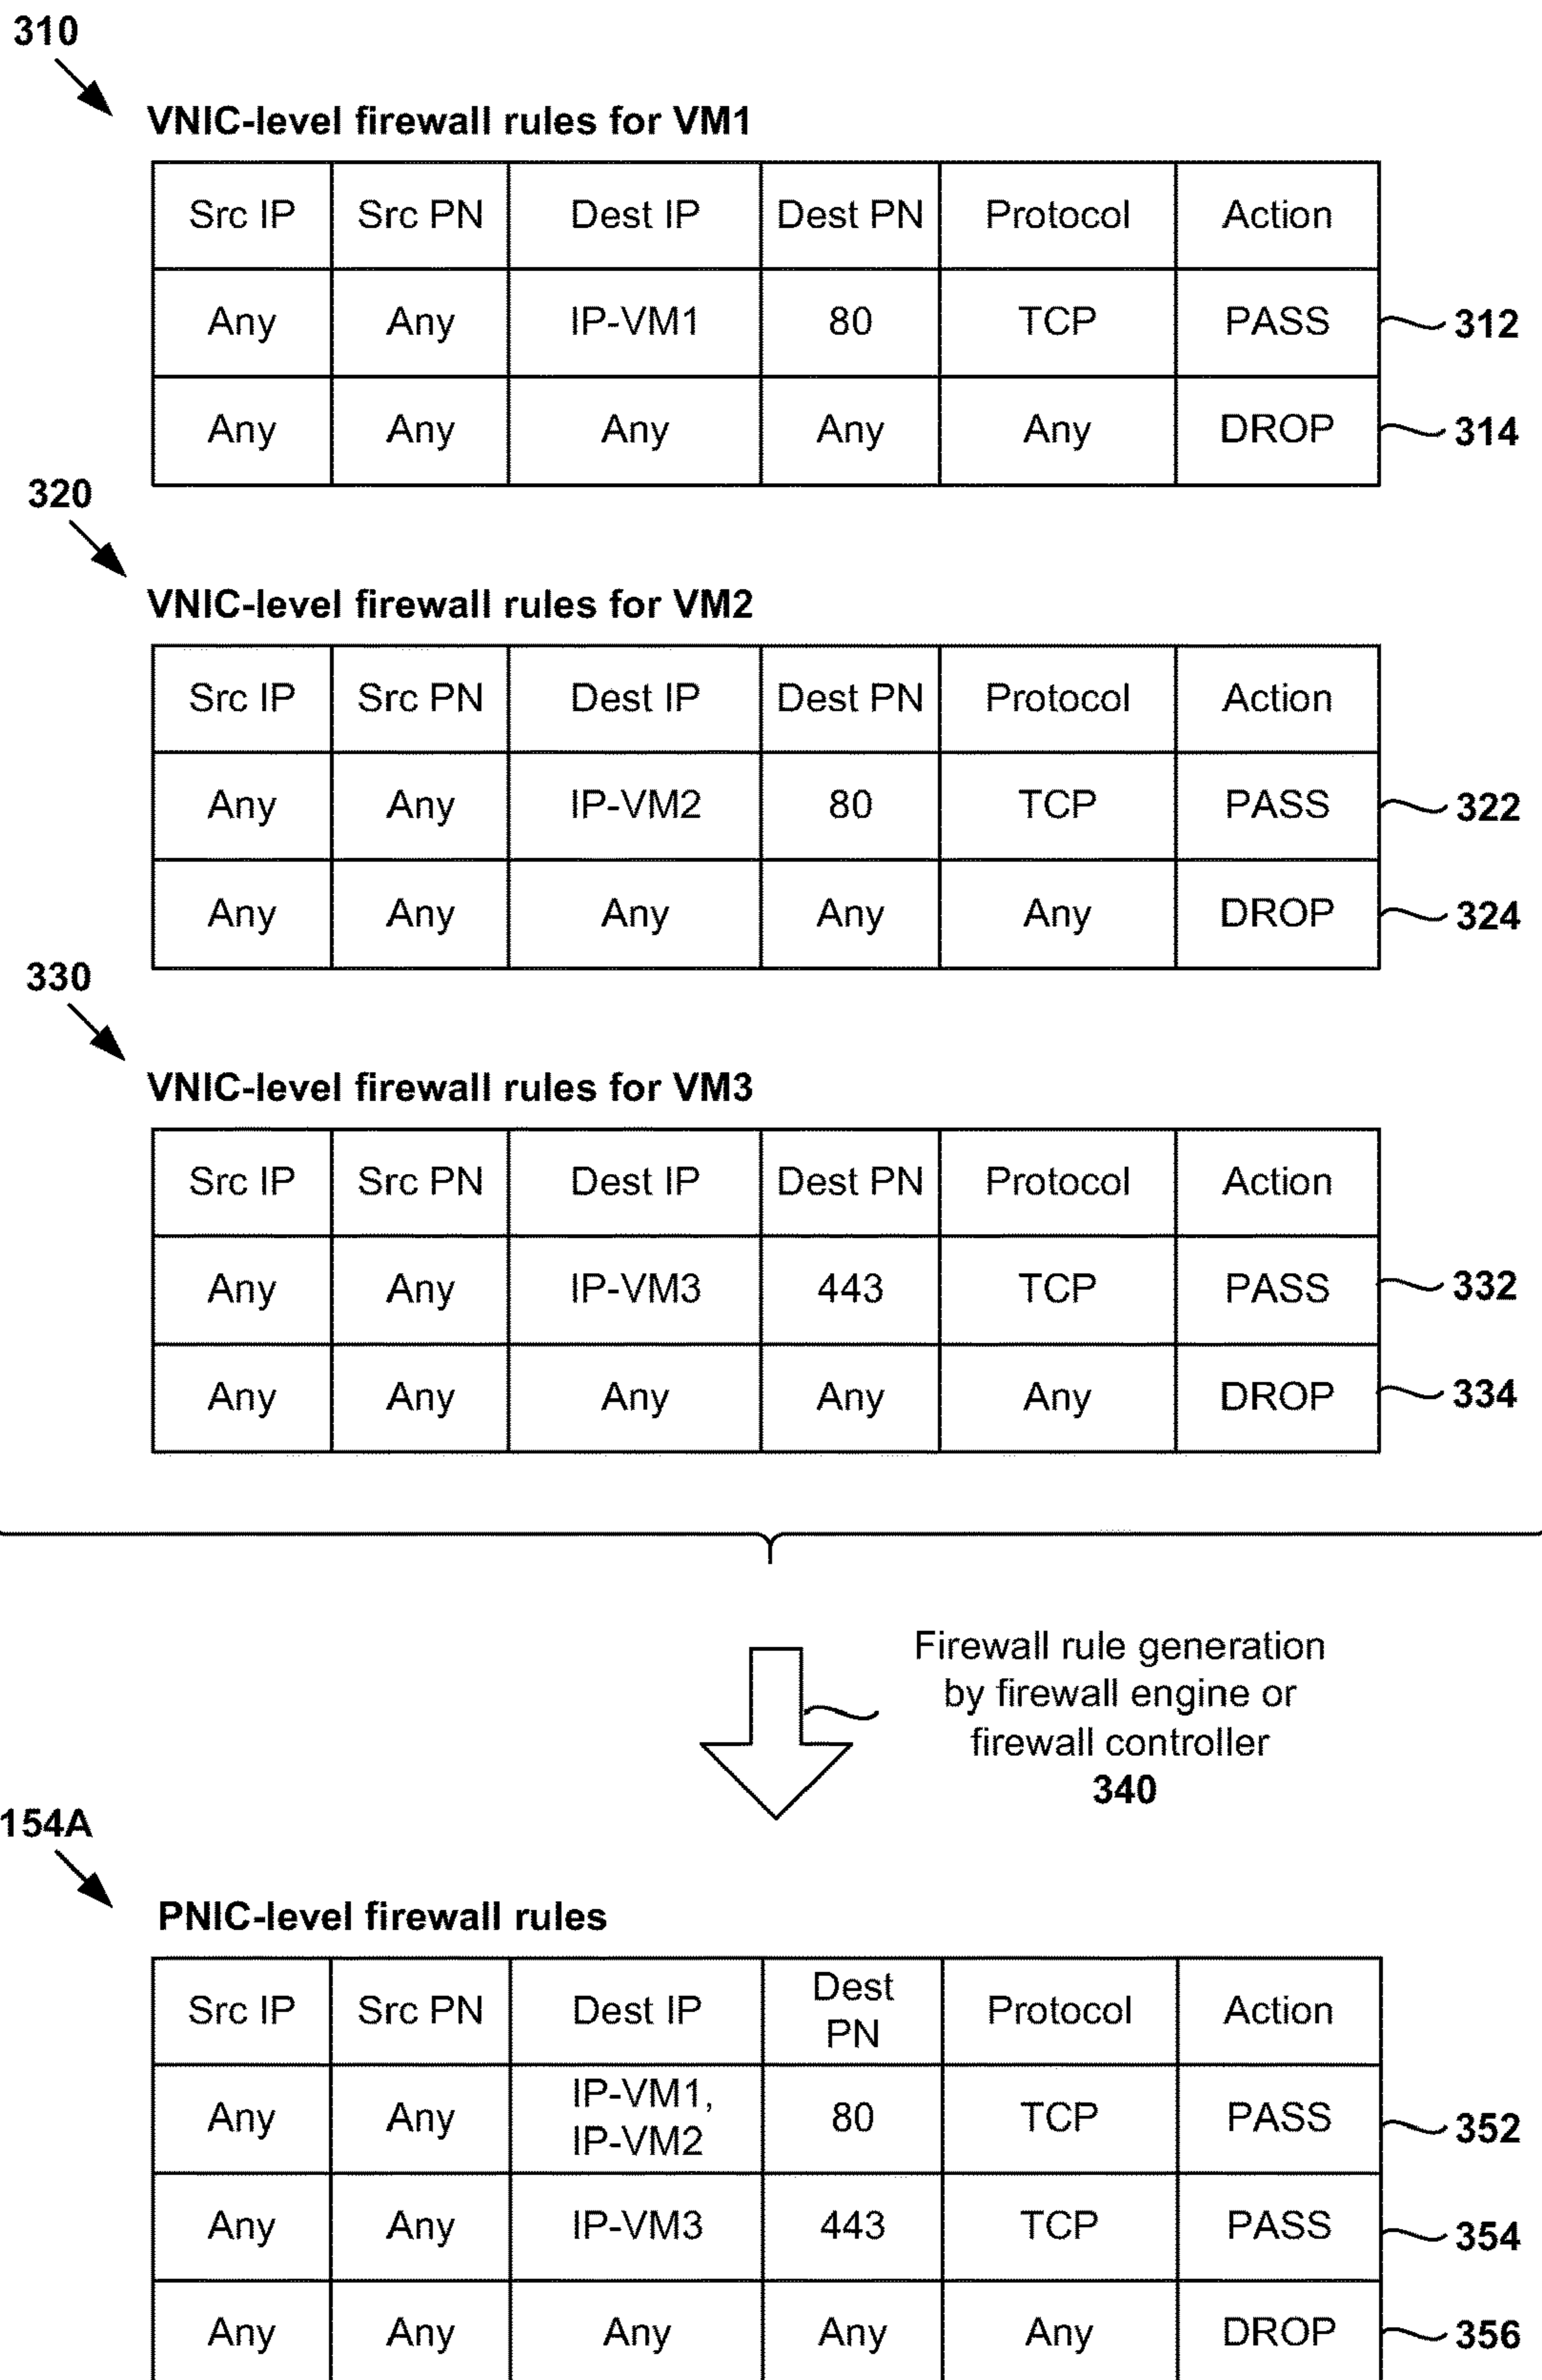 310
VNIC-level firewall rules for VM1
Src IP Src PN Dest IP Dest PN Protocol Action
Any Any IP-VM1 80 TCP PASS 312
Any Any Any Any Any DROP 314
320
VNIC-level firewall rules for VM2
Src IP Src PN Dest IP Dest PN Protocol Action
Any Any IP-VM2 80 TCP PASS 322
Any Any Any Any Any DROP 324
330
VNIC-level firewall rules for VM3
Src IP Src PN Dest IP Dest PN Protocol Action
Any Any IP-VM3 443 TCP PASS 332
Any Any Any Any Any DROP 334
Firewall rule generation
by firewall engine or
firewall controller
340
154A
PNIC-level firewall rules
Src IP Src PN Dest IP Dest PN Protocol Action
Any Any IP-VM1, IP-VM2 80 TCP PASS 352
Any Any IP-VM3 443 TCP PASS 354
Any Any Any Any Any DROP 356